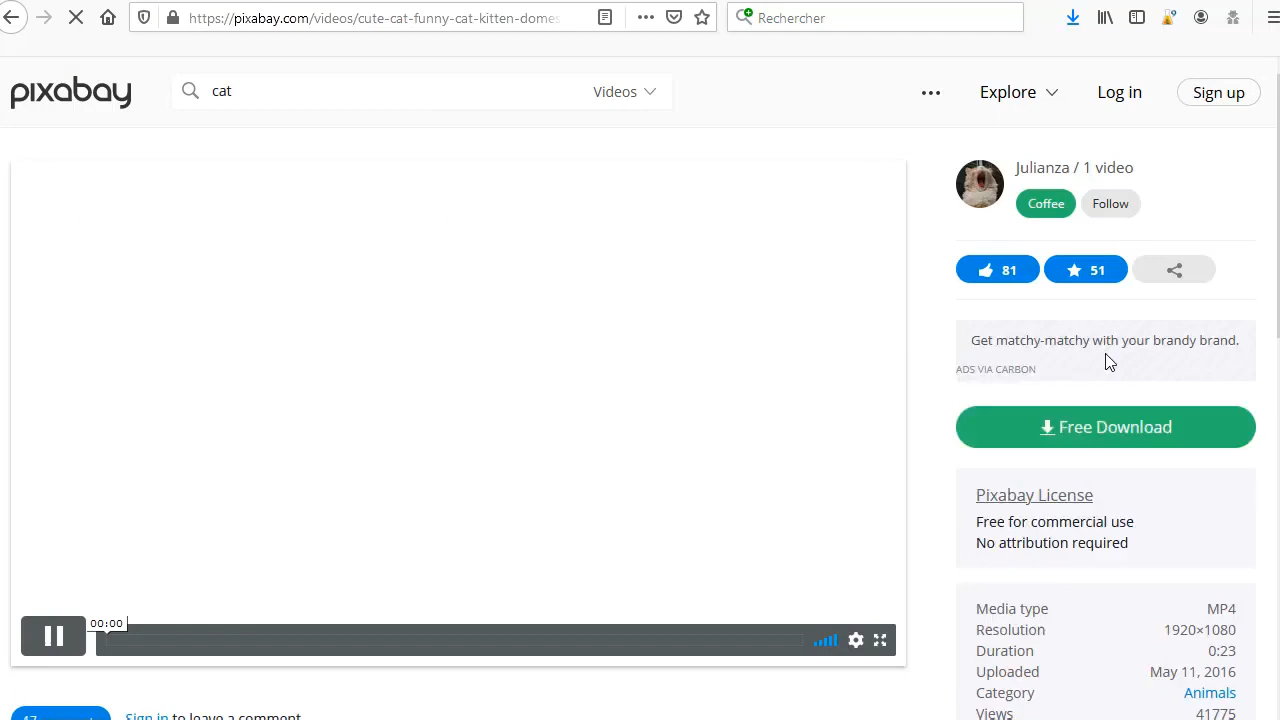 https://pixabay.com/videos/cute-cat-funny-cat-kitten-domes
Rechercher
pixabay
cat
Videos
Explore
Log in
Sign up
Julianza / 1 video
Coffee
Follow
81
51
Get matchy-matchy with your brandy brand.
ADS VIA CARBON
Free Download
Pixabay License
Free for commercial use
No attribution required
00:00
Media type MP4
Resolution 1920×1080
Duration 0:23
Uploaded May 11, 2016
Category Animals
Views 41775
Sign in to leave a comment